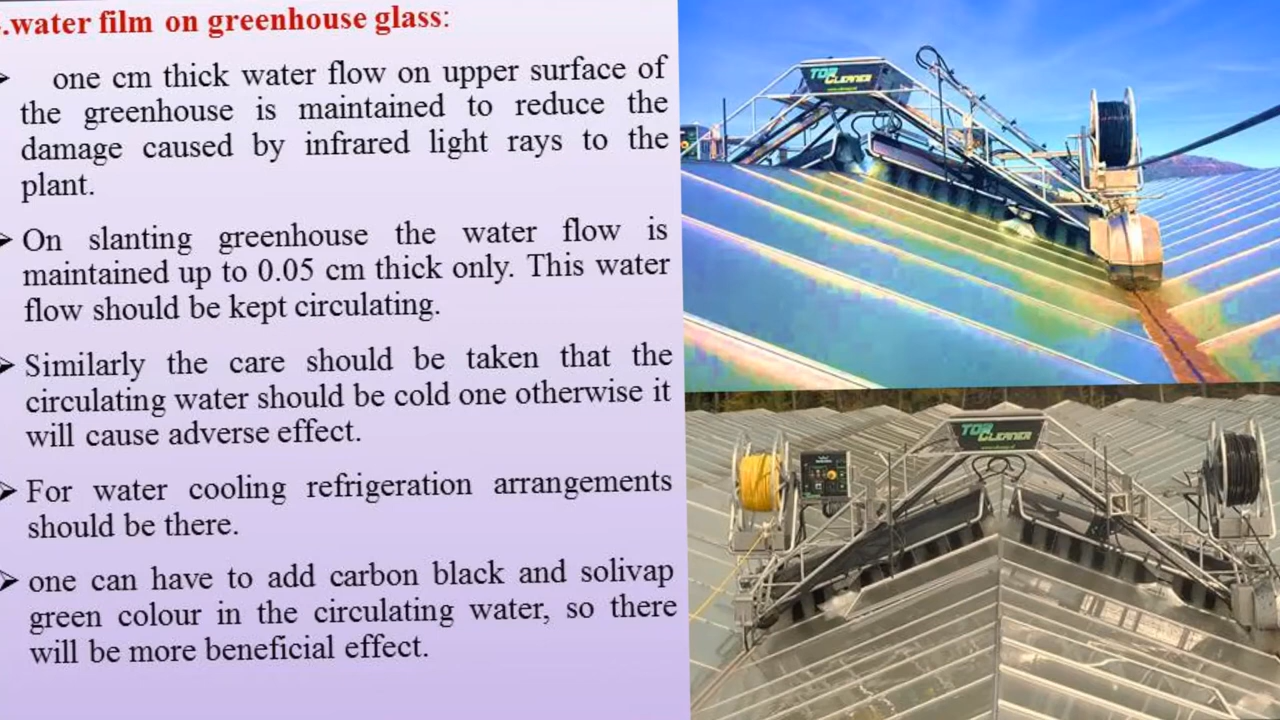 .water film on greenhouse glass:
one cm thick water flow on upper surface of
the greenhouse is maintained to reduce the
damage caused by infrared light rays to the
plant.
On slanting greenhouse the water flow is
maintained up to 0.05 cm thick only. This water
flow should be kept circulating.
Similarly the care should be taken that the
circulating water should be cold one otherwise it
will cause adverse effect.
For water cooling refrigeration arrangements
should be there.
one can have to add carbon black and solivap
green colour in the circulating water, so there
will be more beneficial effect.
TOP
CLEANER
TOP
CLEANER